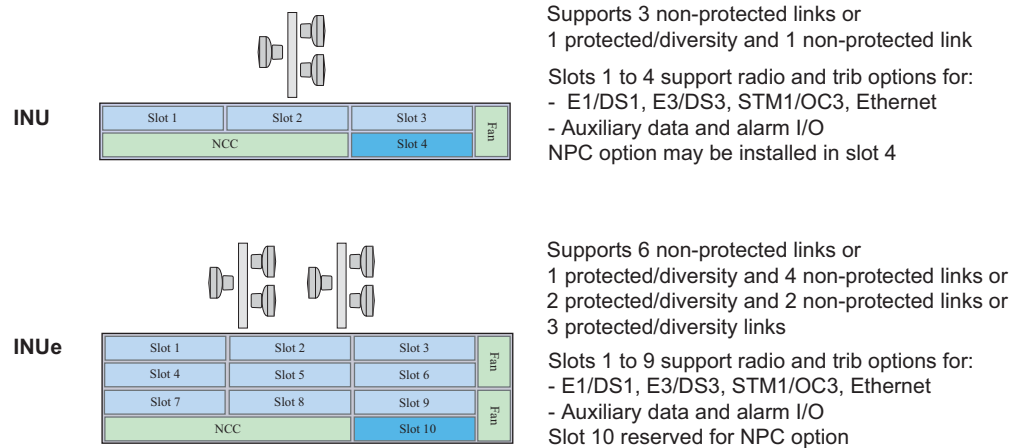 Supports 3 non-protected links or
1 protected/diversity and 1 non-protected link
Slots 1 to 4 support radio and trib options for:
- E1/DS1, E3/DS3, STM1/OC3, Ethernet
- Auxiliary data and alarm I/O
NPC option may be installed in slot 4
INU
Slot 1 Slot 2 Slot 3 Fan
NCC Slot 4
Supports 6 non-protected links or
1 protected/diversity and 4 non-protected links or
2 protected/diversity and 2 non-protected links or
3 protected/diversity links
Slots 1 to 9 support radio and trib options for:
- E1/DS1, E3/DS3, STM1/OC3, Ethernet
- Auxiliary data and alarm I/O
Slot 10 reserved for NPC option
INUe
Slot 1 Slot 2 Slot 3 Fan
Slot 4 Slot 5 Slot 6
Slot 7 Slot 8 Slot 9 Fan
NCC Slot 10